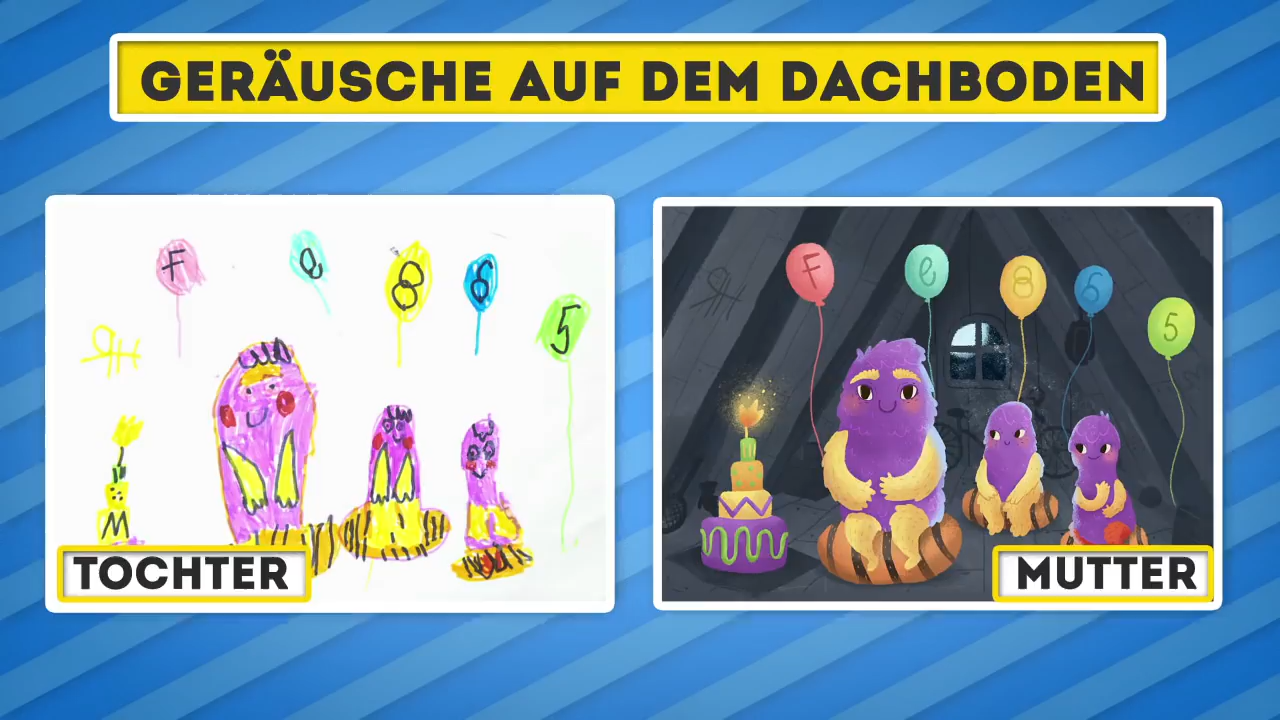 GERÄUSCHE AUF DEM DACHBODEN
F e 8 6 5
M
TOCHTER
F e 8 6 5
MUTTER